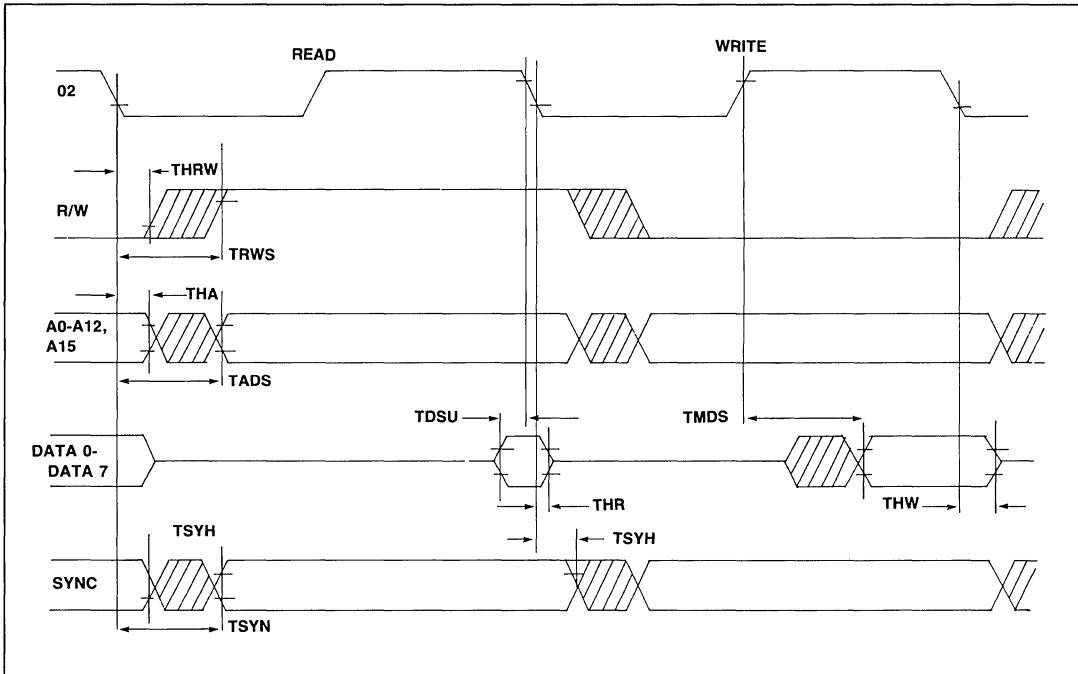 READ
WRITE
02
THRW
R/W
TRWS
THA
A0-A12,
A15
TADS
TDSU
TMDS
DATA 0-
DATA 7
THR
THW
TSYH
TSYH
SYNC
TSYN